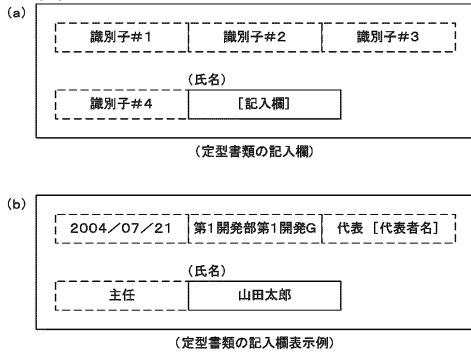 (a)
識別子#1 識別子#2 識別子#3
(氏名)
識別子#4 [記入欄]
(定型書類の記入欄)
(b)
2004/07/21 第1開発部第1開発G 代表 [代表者名]
(氏名)
主任 山田太郎
(定型書類の記入欄表示例)